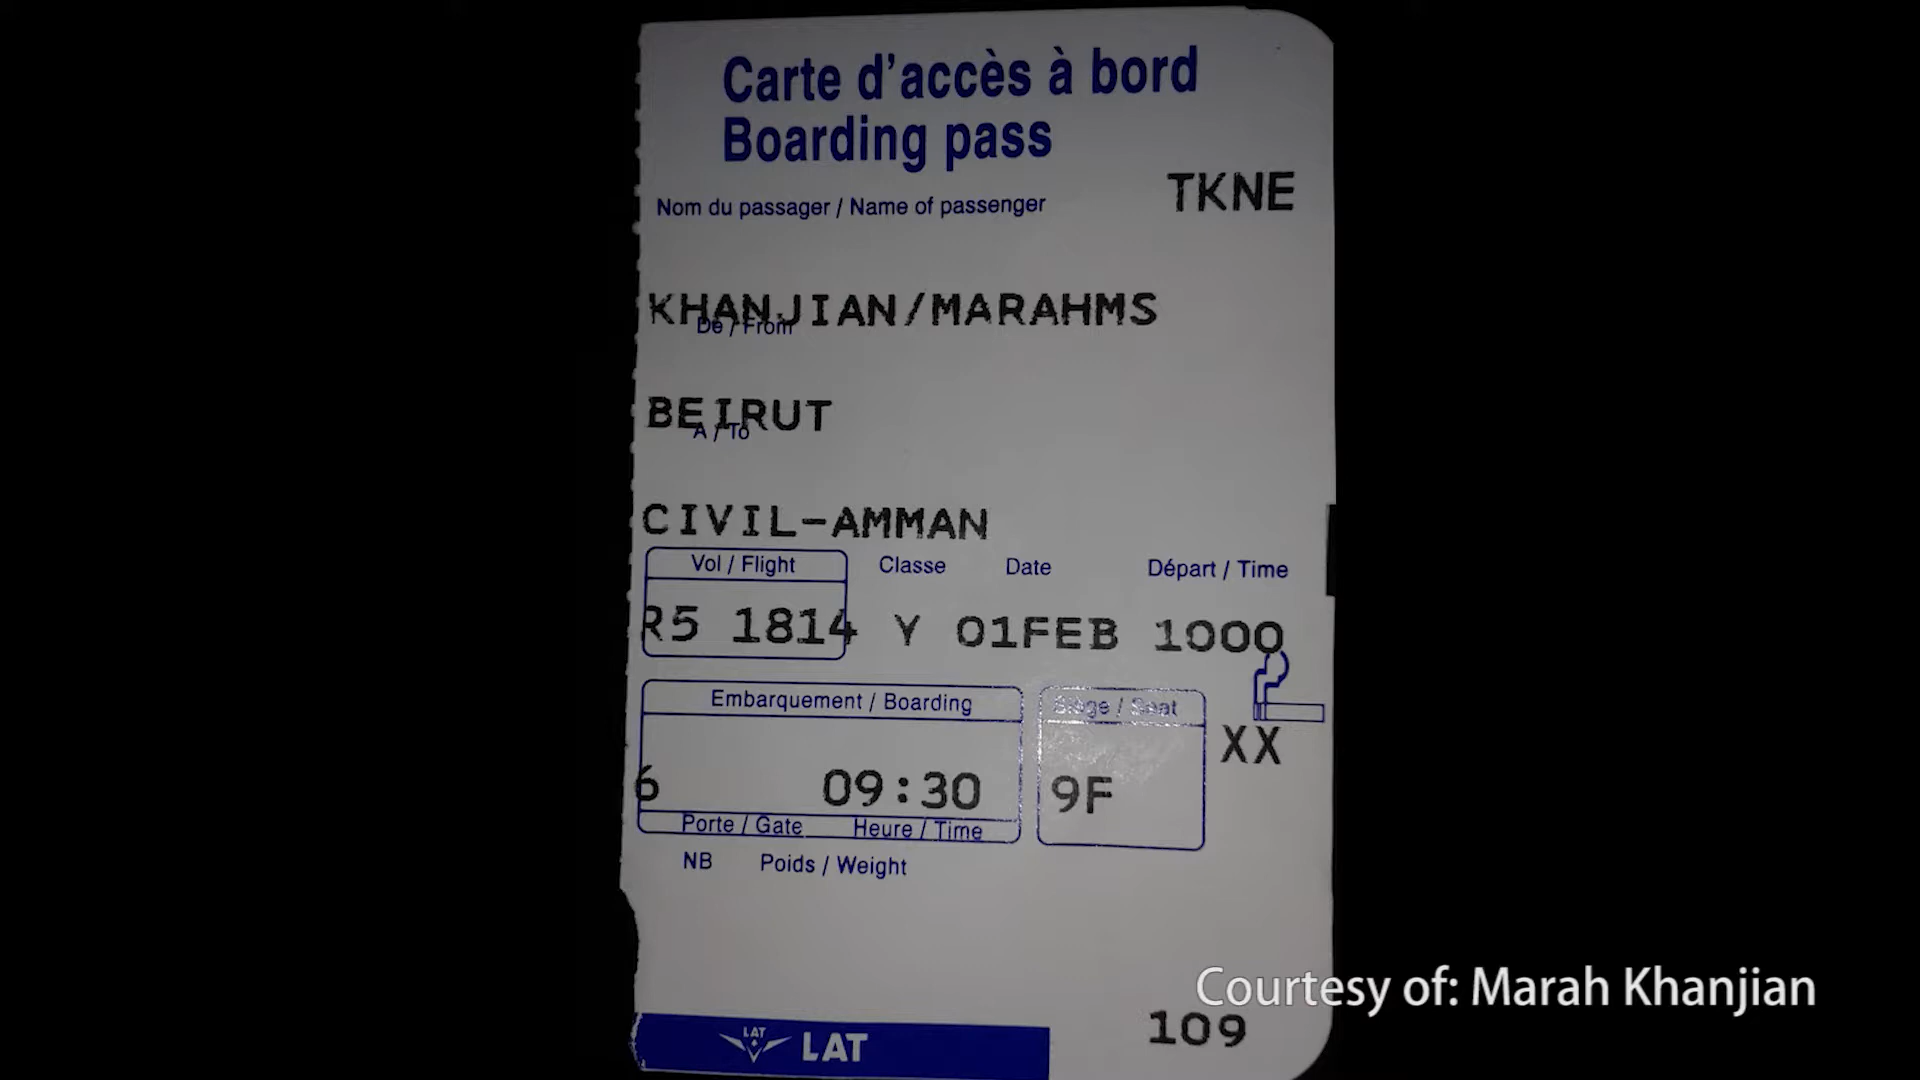 Carte d'accès à bord
Boarding pass
TKNE
Nom du passager / Name of passenger
KHANJIAN/MARAHMS
De / From
BEIRUT
A / To
CIVIL-AMMAN
Vol / Flight Classe Date Départ / Time
R5 1814 Y 01FEB 1000
Embarquement / Boarding Siège / Seat
XX
6 09:30 9F
Porte / Gate Heure / Time
NB Poids / Weight
Courtesy of: Marah Khanjian
109
LAT LAT